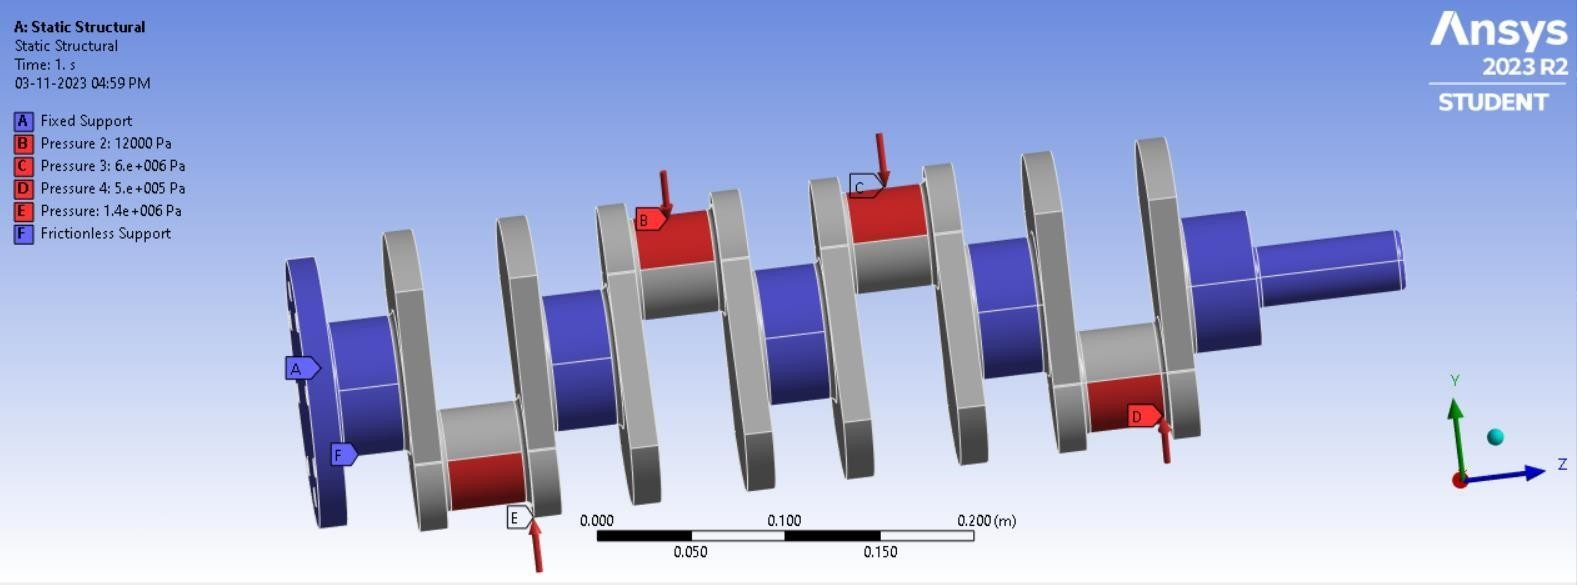 A: Static Structural
Static Structural
Time: 1. s
03-11-2023 04:59 PM
A Fixed Support
B Pressure 2: 12000 Pa
C Pressure 3: 6.e+006 Pa
D Pressure 4: 5.e+005 Pa
E Pressure: 1.4e+006 Pa
F Frictionless Support
Ansys
2023 R2
STUDENT
C
B
A
D
F
E
0.000 0.100 0.200 (m)
0.050 0.150
Y
Z